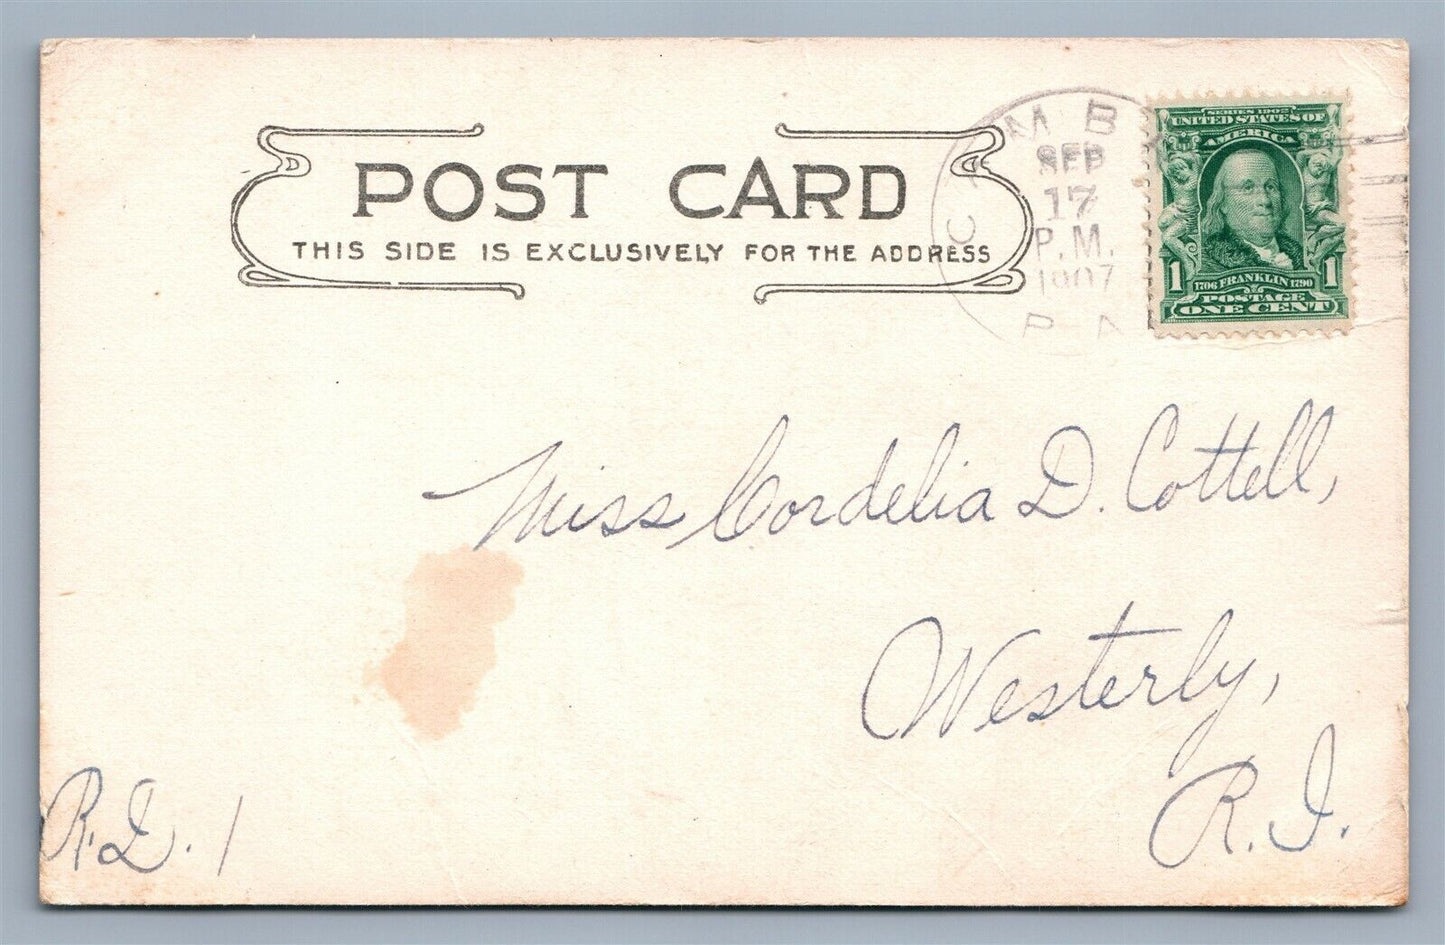 POST CARD
THIS SIDE IS EXCLUSIVELY FOR THE ADDRESS
SEP
17
P.M.
1907
PA
SERIES 1902
UNITED STATES OF
AMERICA
1 1706 FRANKLIN 1790 1
POSTAGE
ONE CENT
Miss Cordelia D. Cottell,
Westerly,
R.I.
R.D. 1